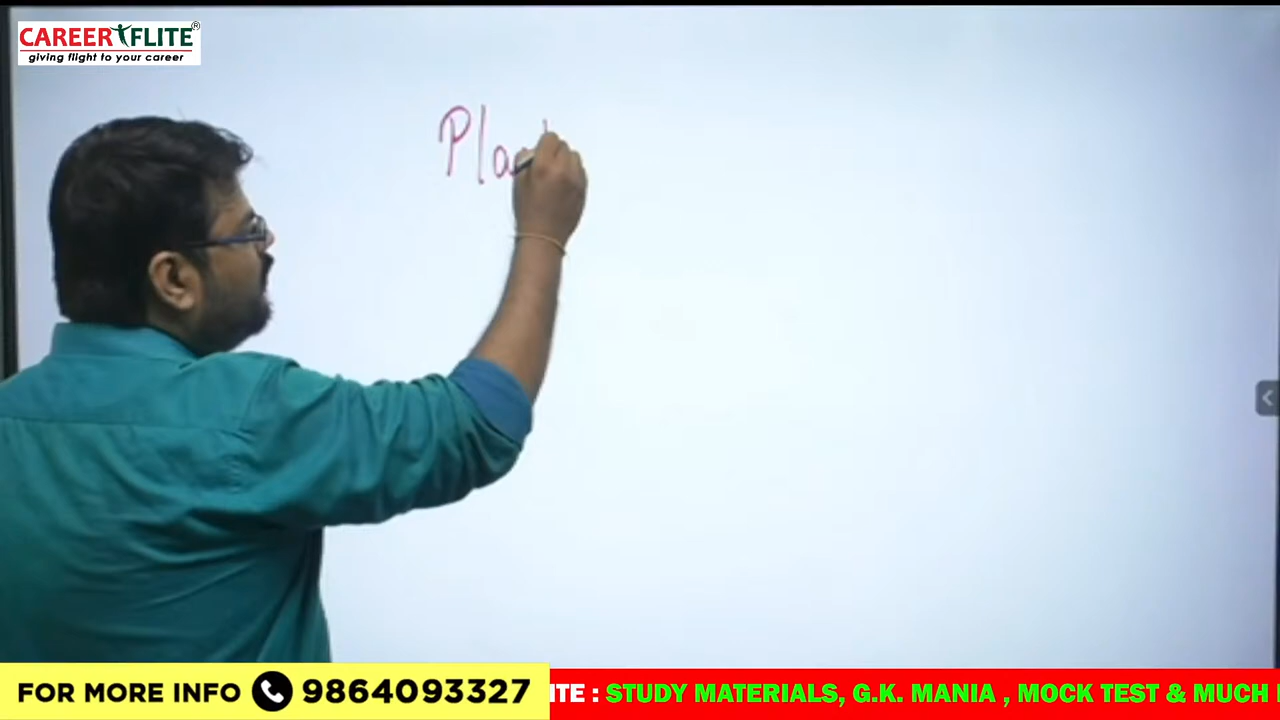 CAREER FLITE®
giving flight to your career
Pla
FOR MORE INFO 9864093327
ITE : STUDY MATERIALS, G.K. MANIA , MOCK TEST & MUCH